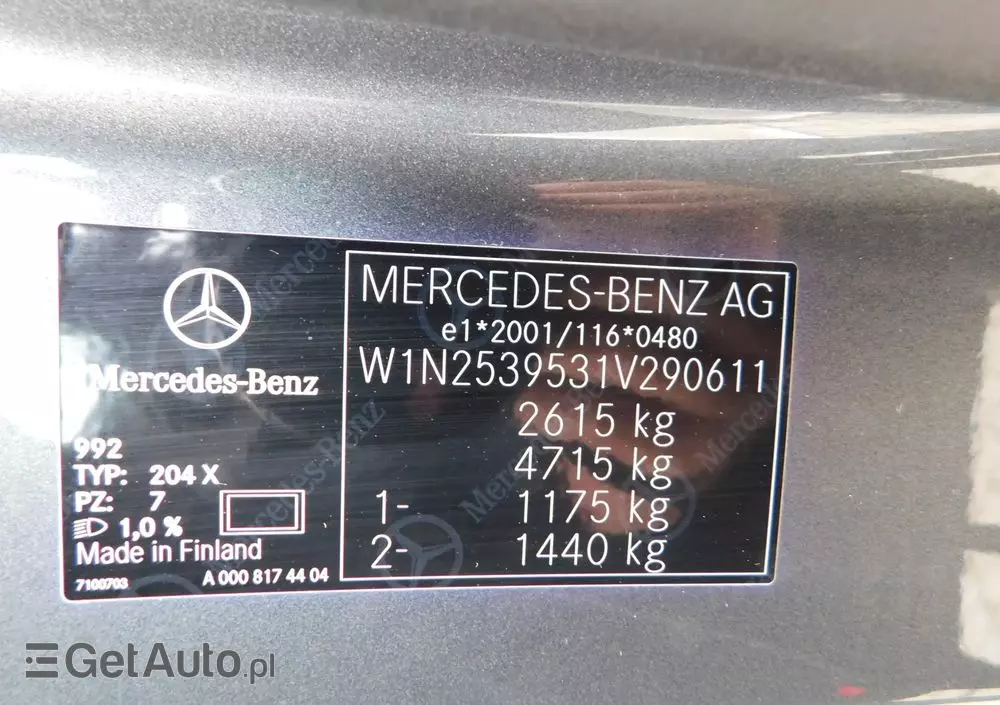 MERCEDES-BENZ AG
e1*2001/116*0480
W1N2539531V290611
2615 kg
4715 kg
1- 1175 kg
2- 1440 kg
Mercedes-Benz
992
TYP: 204 X
PZ: 7
1,0 %
Made in Finland
7100703 A 000 817 44 04
GetAuto.pl